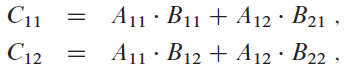 C₁₁ = A₁₁ · B₁₁ + A₁₂ · B₂₁ ,
C₁₂ = A₁₁ · B₁₂ + A₁₂ · B₂₂ ,